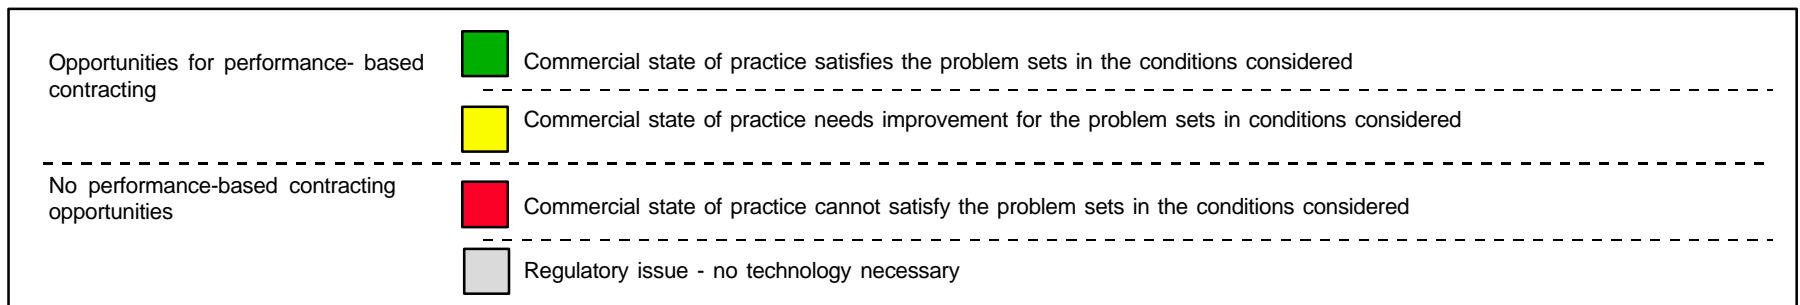 Opportunities for performance- based
contracting
Commercial state of practice satisfies the problem sets in the conditions considered
Commercial state of practice needs improvement for the problem sets in conditions considered
No performance-based contracting
opportunities
Commercial state of practice cannot satisfy the problem sets in the conditions considered
Regulatory issue - no technology necessary